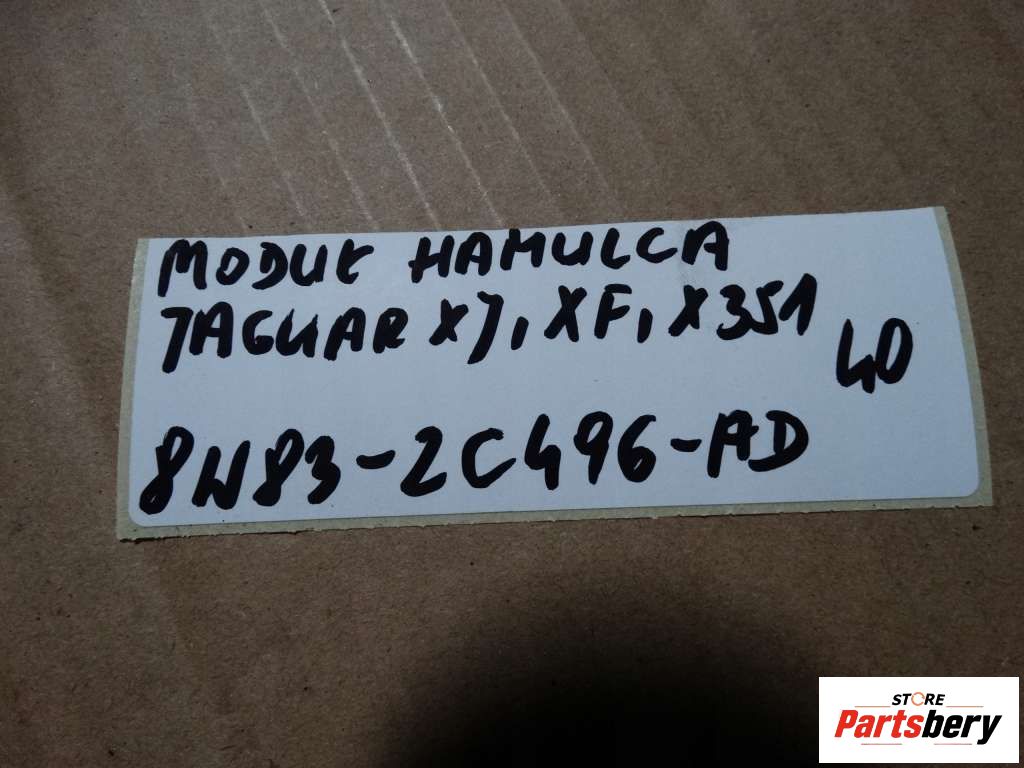 MODUŁ HAMULCA
JAGUAR XJ, XF, X351
40
8W83-2C496-AD
STORE
Partsbery